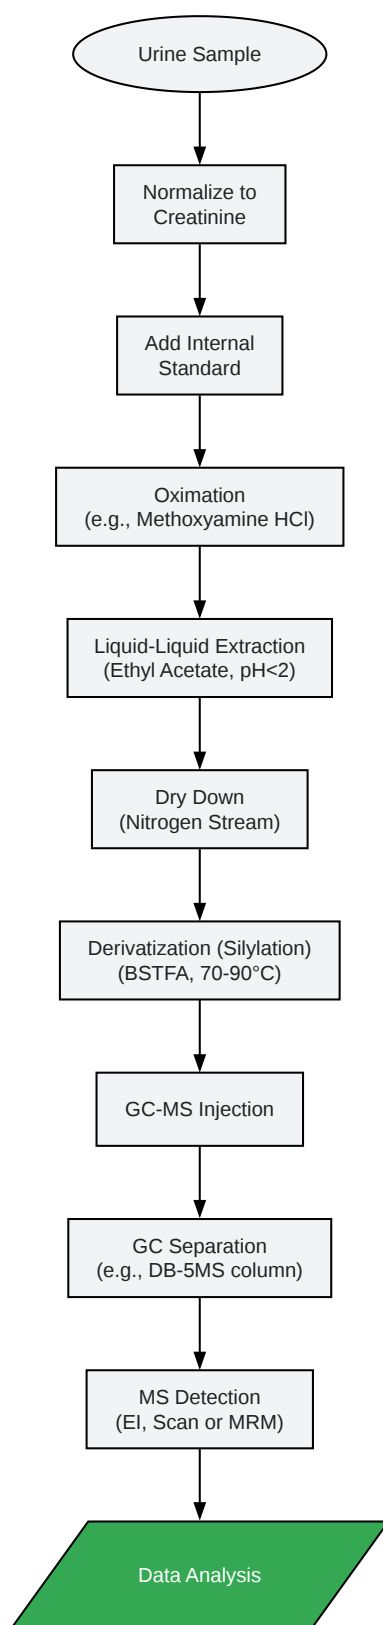 Urine Sample
Normalize to
Creatinine
Add Internal
Standard
Oximation
(e.g., Methoxyamine HCl)
Liquid-Liquid Extraction
(Ethyl Acetate, pH<2)
Dry Down
(Nitrogen Stream)
Derivatization (Silylation)
(BSTFA, 70-90°C)
GC-MS Injection
GC Separation
(e.g., DB-5MS column)
MS Detection
(EI, Scan or MRM)
Data Analysis